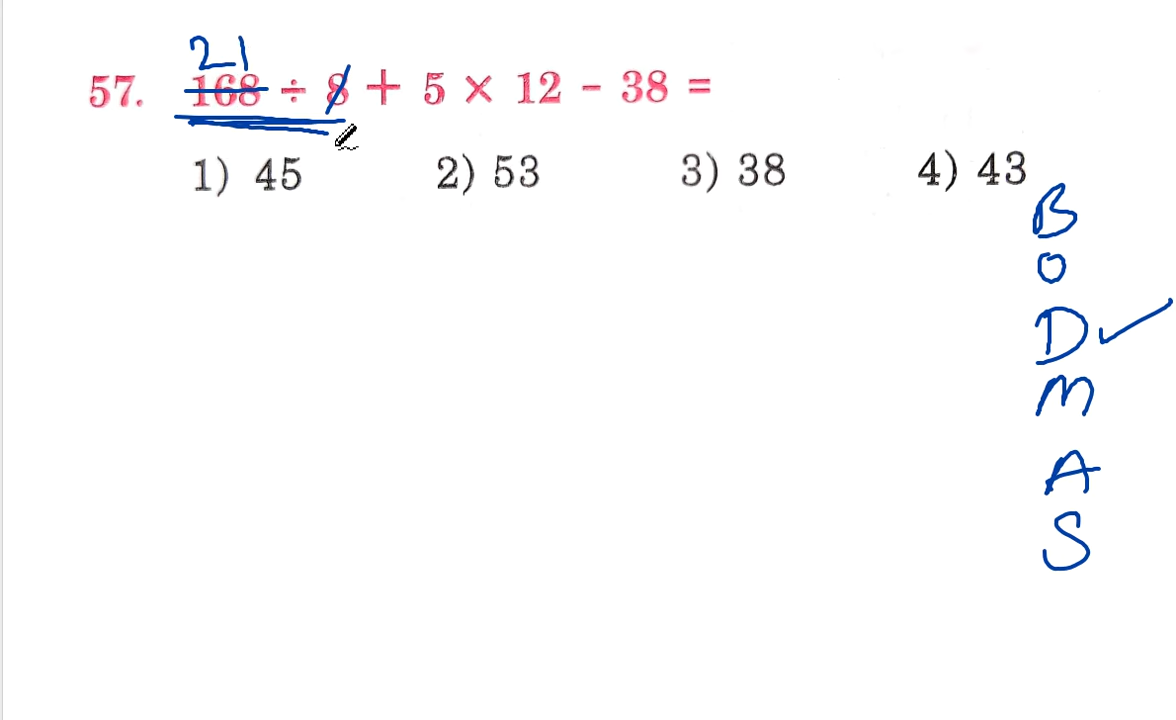 21
57. 168 ÷ 8 + 5 × 12 - 38 =
1) 45 2) 53 3) 38 4) 43
B
O
D ✓
M
A
S